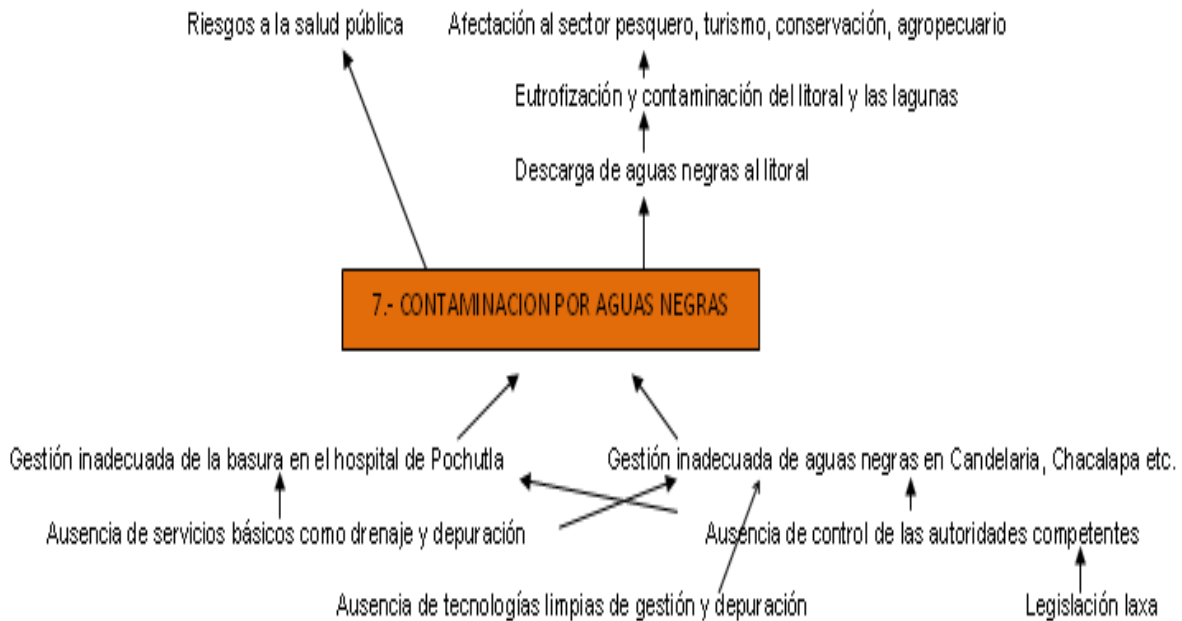 Riesgos a la salud pública
Afectación al sector pesquero, turismo, conservación, agropecuario
Eutrofización y contaminación del litoral y las lagunas
Descarga de aguas negras al litoral
7.- CONTAMINACION POR AGUAS NEGRAS
Gestión inadecuada de la basura en el hospital de Pochutla
Gestión inadecuada de aguas negras en Candelaria, Chacalapa etc.
Ausencia de servicios básicos como drenaje y depuración
Ausencia de control de las autoridades competentes
Ausencia de tecnologías limpias de gestión y depuración
Legislación laxa